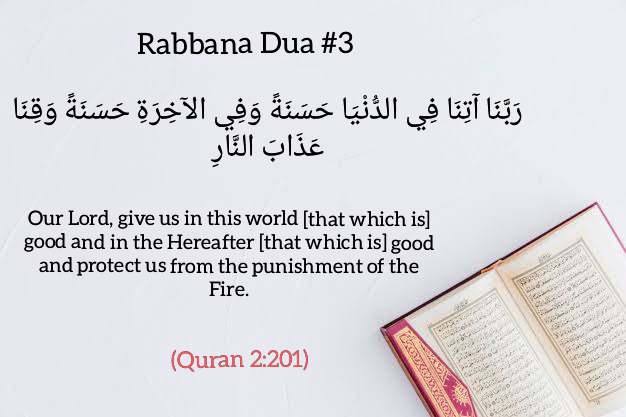 Rabbana Dua #3
رَبَّنَا آتِنَا فِي الدُّنْيَا حَسَنَةً وَفِي الآخِرَةِ حَسَنَةً وَقِنَا
عَذَابَ النَّارِ
Our Lord, give us in this world [that which is]
good and in the Hereafter [that which is] good
and protect us from the punishment of the
Fire.
(Quran 2:201)